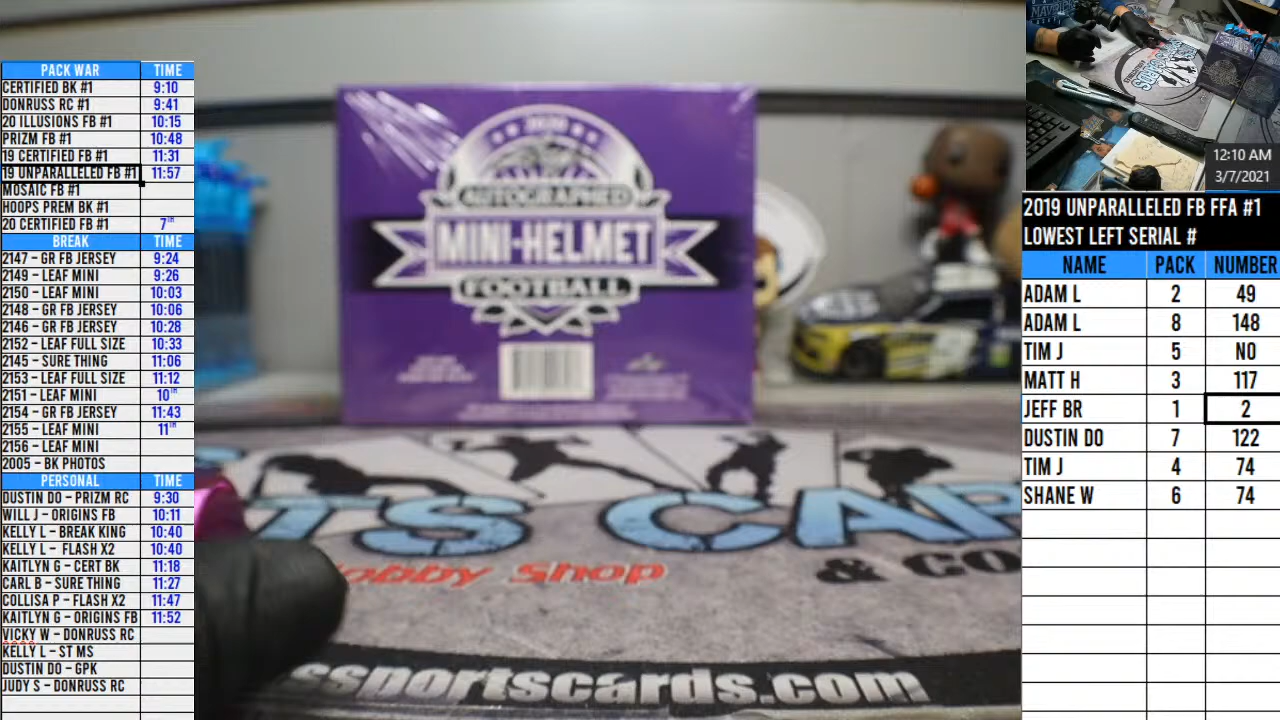 PACK WAR TIME
CERTIFIED BK #1 9:10
DONRUSS RC #1 9:41
20 ILLUSIONS FB #1 10:15
PRIZM FB #1 10:48
19 CERTIFIED FB #1 11:31
19 UNPARALLELED FB #1 11:57
MOSAIC FB #1
HOOPS PREM BK #1
20 CERTIFIED FB #1 7TH
BREAK TIME
2147 – GR FB JERSEY 9:24
2149 – LEAF MINI 9:26
2150 – LEAF MINI 10:03
2148 – GR FB JERSEY 10:06
2146 – GR FB JERSEY 10:28
2152 – LEAF FULL SIZE 10:33
2145 – SURE THING 11:06
2153 – LEAF FULL SIZE 11:12
2151 – LEAF MINI 10TH
2154 – GR FB JERSEY 11:43
2155 – LEAF MINI 11TH
2156 – LEAF MINI
2005 – BK PHOTOS
PERSONAL TIME
DUSTIN DO – PRIZM RC 9:30
WILL J – ORIGINS FB 10:11
KELLY L – BREAK KING 10:40
KELLY L – FLASH X2 10:40
KAITLYN G – CERT BK 11:18
CARL B – SURE THING 11:27
COLLISA P – FLASH X2 11:47
KAITLYN G – ORIGINS FB 11:52
VICKY W – DONRUSS RC
KELLY L – ST MS
DUSTIN DO – GPK
JUDY S – DONRUSS RC
2020
AUTOGRAPHED
MINI-HELMET
FOOTBALL
TS CAR
Hobby Shop
& CO
ssportscards.com
12:10 AM
3/7/2021
2019 UNPARALLELED FB FFA #1
LOWEST LEFT SERIAL #
NAME PACK NUMBER
ADAM L 2 49
ADAM L 8 148
TIM J 5 NO
MATT H 3 117
JEFF BR 1 2
DUSTIN DO 7 122
TIM J 4 74
SHANE W 6 74